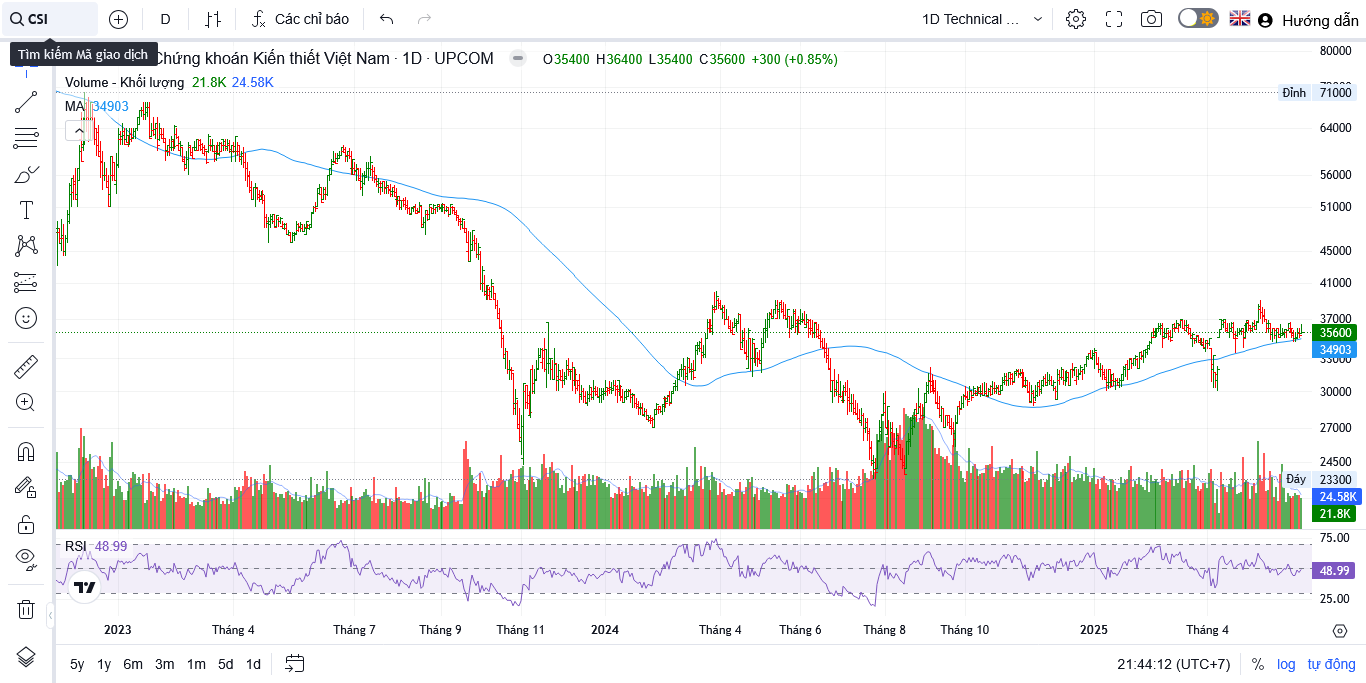 CSI
D
Các chỉ báo
1D Technical ...
Hướng dẫn
Tìm kiếm Mã giao dịch
Chứng khoán Kiến thiết Việt Nam · 1D · UPCOM
O35400 H36400 L35400 C35600 +300 (+0.85%)
Volume - Khối lượng 21.8K 24.58K
MA 34903
80000
Đỉnh 71000
64000
56000
51000
45000
41000
37000
35600
34903
33000
30000
27000
24500
Đáy 23300
24.58K
21.8K
RSI 48.99
75.00
48.99
25.00
2023 Tháng 4 Tháng 7 Tháng 9 Tháng 11 2024 Tháng 4 Tháng 6 Tháng 8 Tháng 10 2025 Tháng 4
5y 1y 6m 3m 1m 5d 1d
21:44:12 (UTC+7) % log tự động